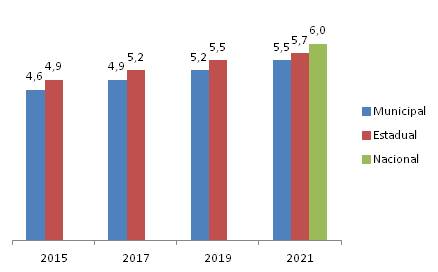 4,6 4,9 4,9 5,2 5,2 5,5 5,5 5,7 6,0
Municipal
Estadual
Nacional
2015 2017 2019 2021